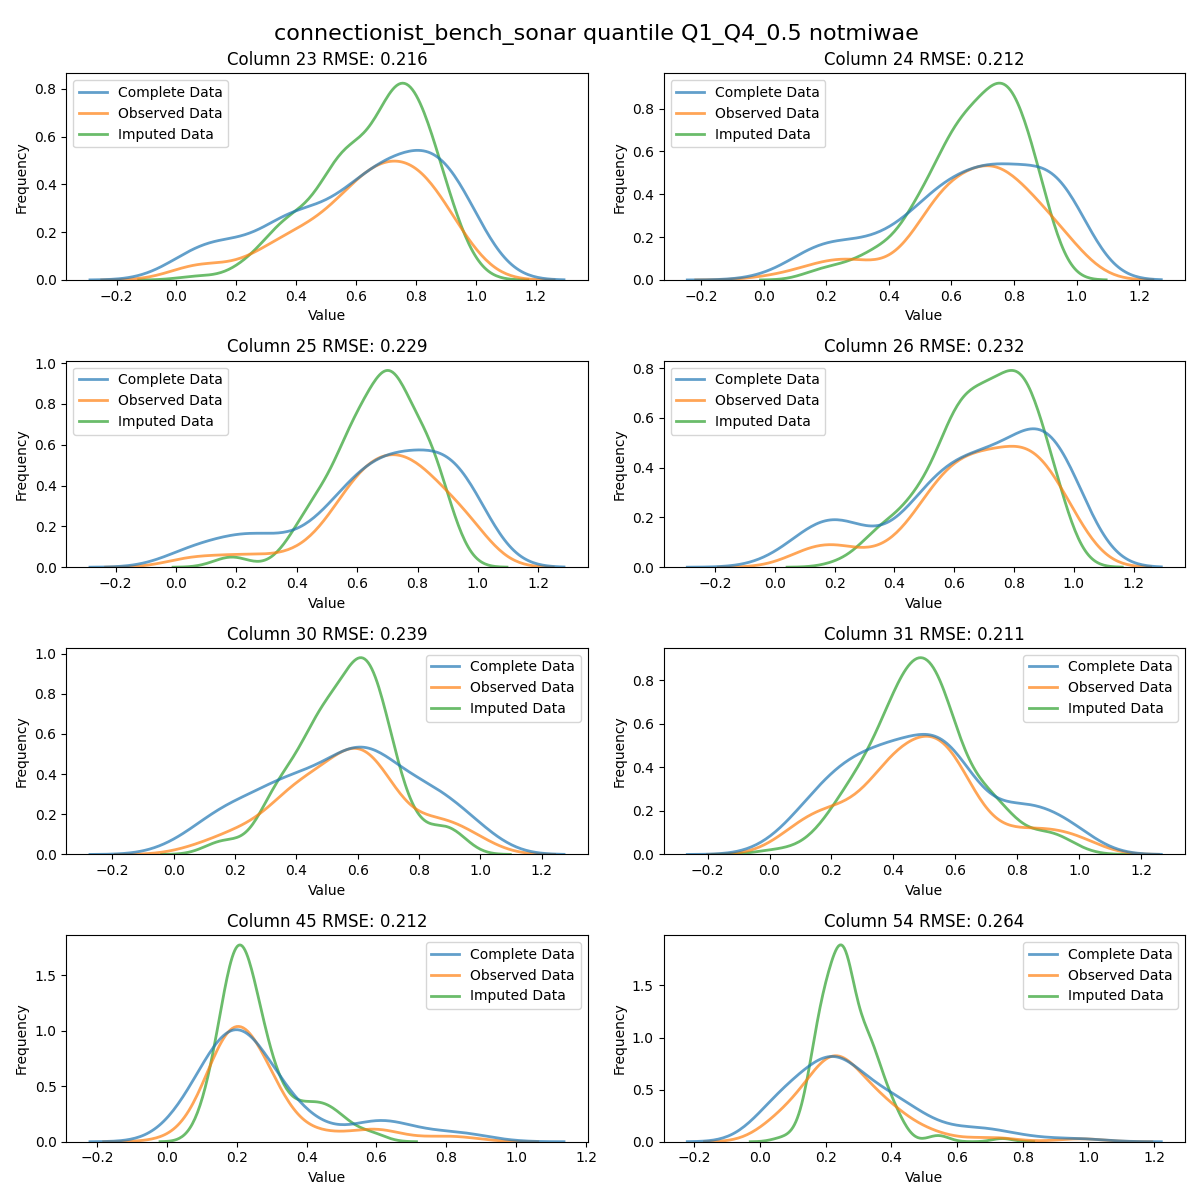 connectionist_bench_sonar quantile Q1_Q4_0.5 notmiwae
Column 23 RMSE: 0.216
Complete Data
Observed Data
Imputed Data
Frequency
0.8
0.6
0.4
0.2
0.0
−0.2 0.0 0.2 0.4 0.6 0.8 1.0 1.2
Value
Column 24 RMSE: 0.212
Complete Data
Observed Data
Imputed Data
Frequency
0.8
0.6
0.4
0.2
0.0
−0.2 0.0 0.2 0.4 0.6 0.8 1.0 1.2
Value
Column 25 RMSE: 0.229
Complete Data
Observed Data
Imputed Data
Frequency
1.0
0.8
0.6
0.4
0.2
0.0
−0.2 0.0 0.2 0.4 0.6 0.8 1.0 1.2
Value
Column 26 RMSE: 0.232
Complete Data
Observed Data
Imputed Data
Frequency
0.8
0.6
0.4
0.2
0.0
−0.2 0.0 0.2 0.4 0.6 0.8 1.0 1.2
Value
Column 30 RMSE: 0.239
Complete Data
Observed Data
Imputed Data
Frequency
1.0
0.8
0.6
0.4
0.2
0.0
−0.2 0.0 0.2 0.4 0.6 0.8 1.0 1.2
Value
Column 31 RMSE: 0.211
Complete Data
Observed Data
Imputed Data
Frequency
0.8
0.6
0.4
0.2
0.0
−0.2 0.0 0.2 0.4 0.6 0.8 1.0 1.2
Value
Column 45 RMSE: 0.212
Complete Data
Observed Data
Imputed Data
Frequency
1.5
1.0
0.5
0.0
−0.2 0.0 0.2 0.4 0.6 0.8 1.0 1.2
Value
Column 54 RMSE: 0.264
Complete Data
Observed Data
Imputed Data
Frequency
1.5
1.0
0.5
0.0
−0.2 0.0 0.2 0.4 0.6 0.8 1.0 1.2
Value